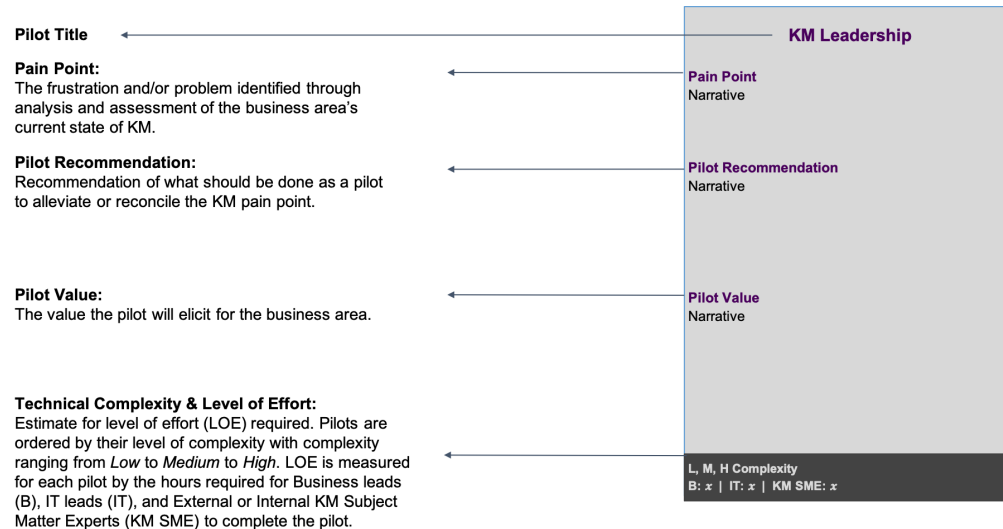 Pilot Title
KM Leadership
Pain Point:
The frustration and/or problem identified through
analysis and assessment of the business area's
current state of KM.
Pain Point
Narrative
Pilot Recommendation:
Recommendation of what should be done as a pilot
to alleviate or reconcile the KM pain point.
Pilot Recommendation
Narrative
Pilot Value:
The value the pilot will elicit for the business area.
Pilot Value
Narrative
Technical Complexity & Level of Effort:
Estimate for level of effort (LOE) required. Pilots are
ordered by their level of complexity with complexity
ranging from Low to Medium to High. LOE is measured
for each pilot by the hours required for Business leads
(B), IT leads (IT), and External or Internal KM Subject
Matter Experts (KM SME) to complete the pilot.
L, M, H Complexity
B: x | IT: x | KM SME: x